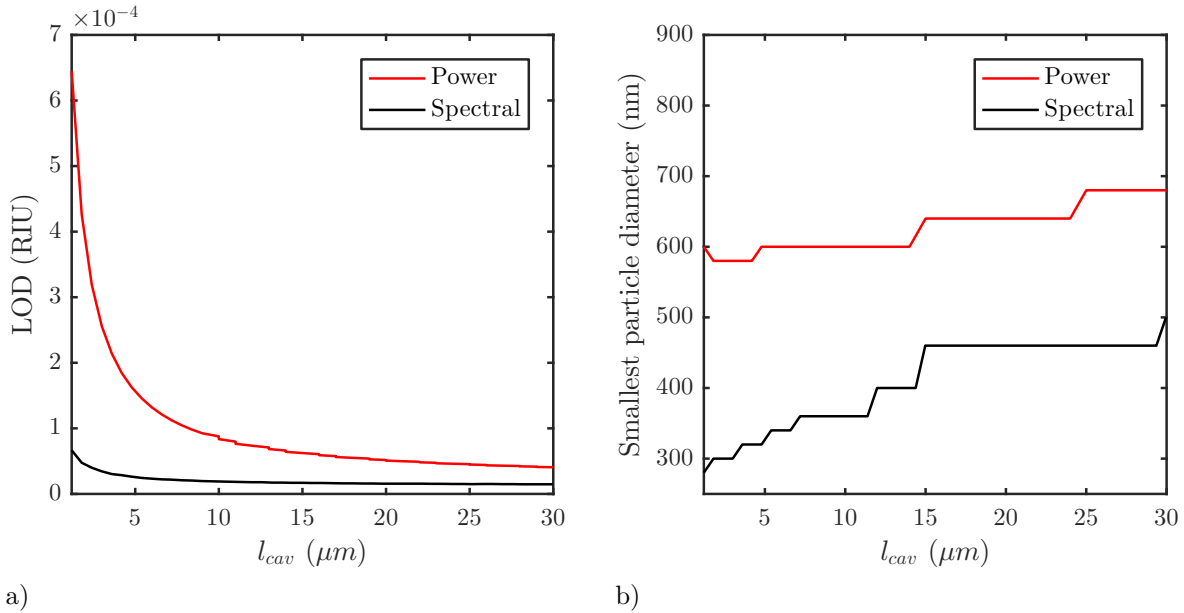 ×10⁻⁴
7
6
5
4
3
2
1
0
LOD (RIU)
5 10 15 20 25 30
l_cav (μm)
Power
Spectral
a)
900
800
700
600
500
400
300
Smallest particle diameter (nm)
5 10 15 20 25 30
l_cav (μm)
Power
Spectral
b)